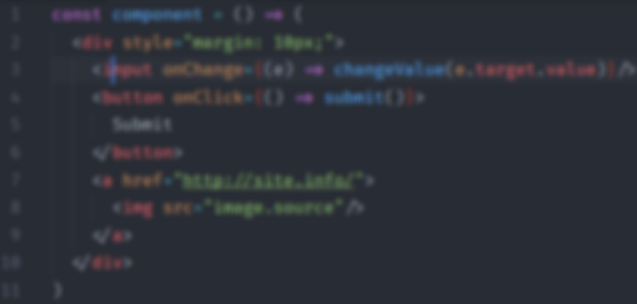 1 const component = () => (
2 <div style="margin: 10px;">
3 <input onChange={(e) => changeValue(e.target.value)}/>
4 <button onClick={() => submit()}>
5 Submit
6 </button>
7 <a href="http://site.info/">
8 <img src="image.source"/>
9 </a>
10 </div>
11 )